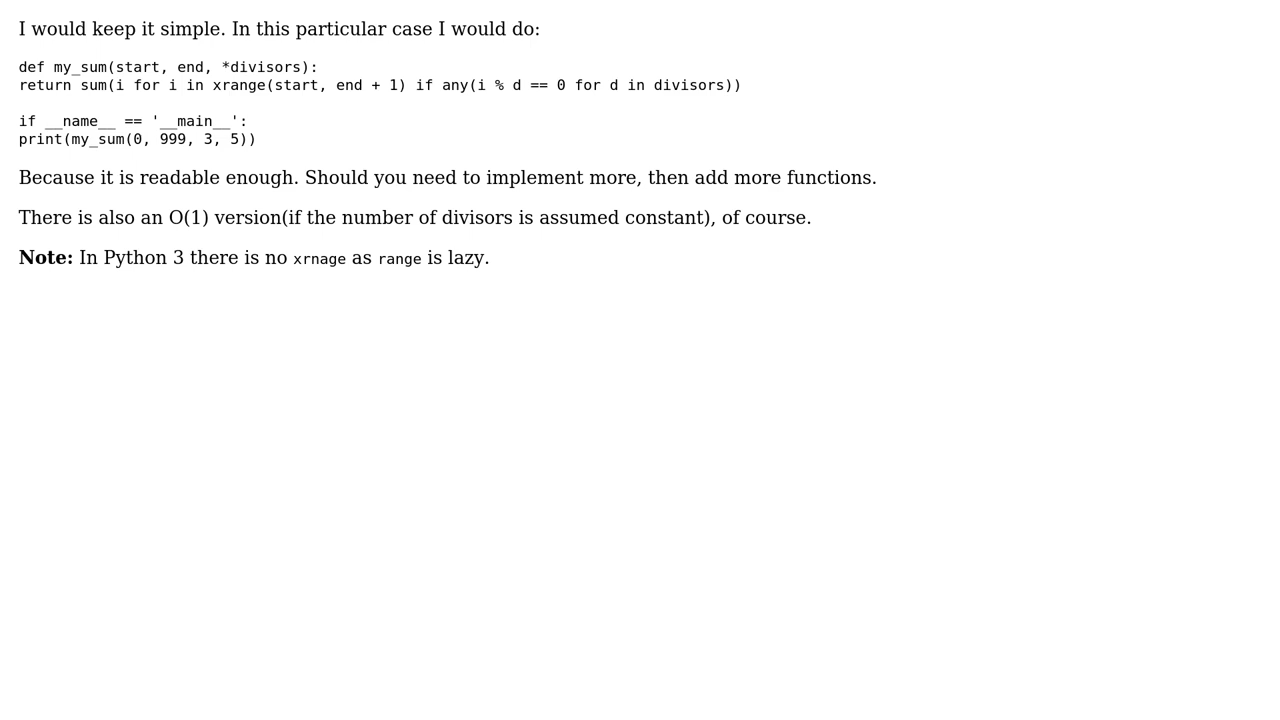 I would keep it simple. In this particular case I would do:
def my_sum(start, end, *divisors):
return sum(i for i in xrange(start, end + 1) if any(i % d == 0 for d in divisors))
if __name__ == '__main__':
print(my_sum(0, 999, 3, 5))
Because it is readable enough. Should you need to implement more, then add more functions.
There is also an O(1) version(if the number of divisors is assumed constant), of course.
Note: In Python 3 there is no xrnage as range is lazy.